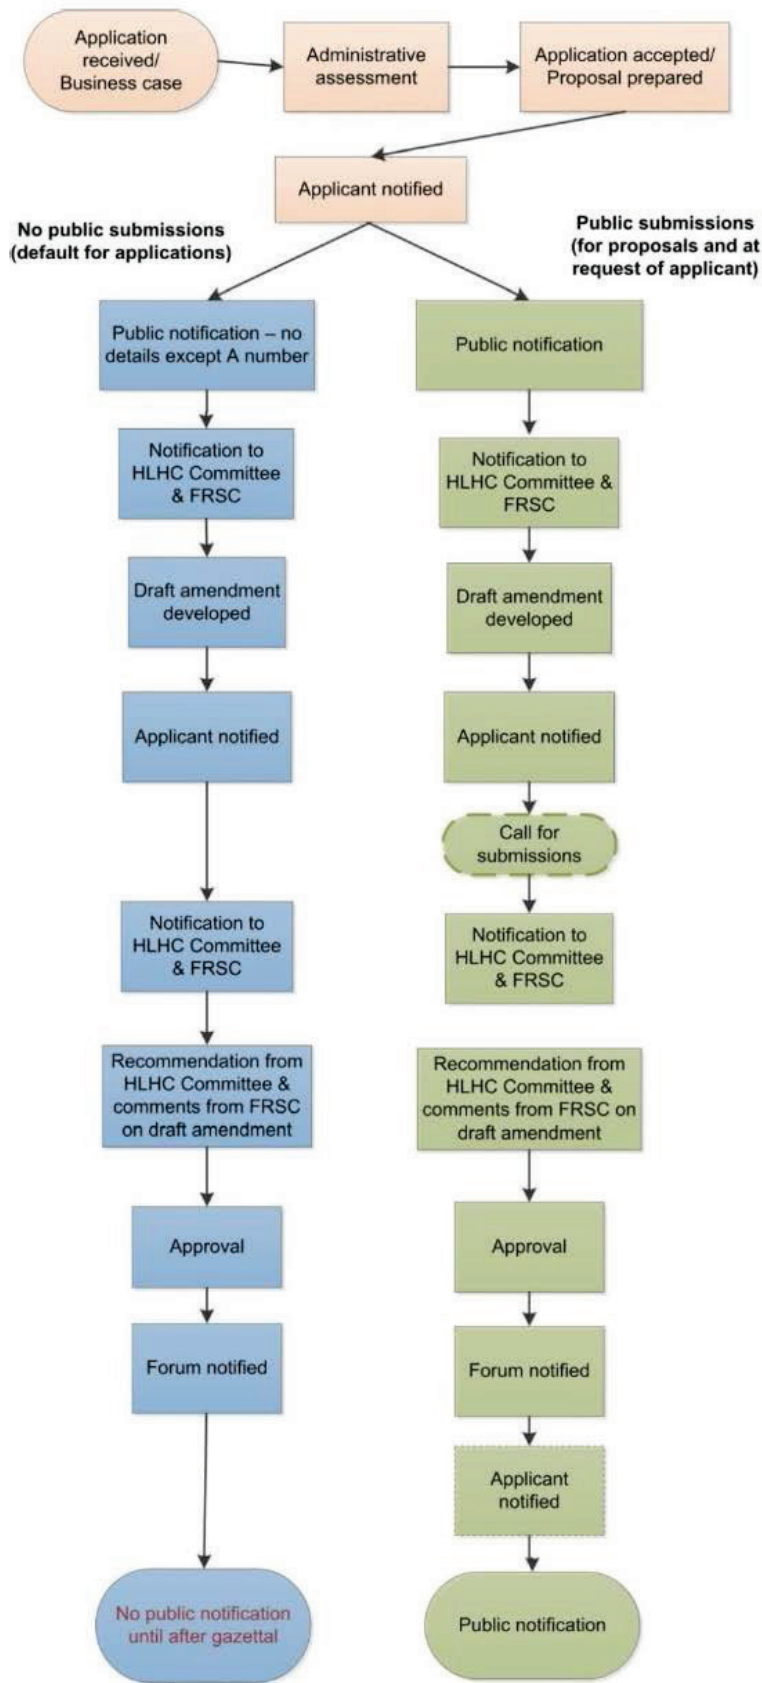 Application
received/
Business case
Administrative
assessment
Application accepted/
Proposal prepared
Applicant notified
No public submissions
(default for applications)
Public submissions
(for proposals and at
request of applicant)
Public notification – no
details except A number
Notification to
HLHC Committee
& FRSC
Draft amendment
developed
Applicant notified
Notification to
HLHC Committee
& FRSC
Recommendation from
HLHC Committee &
comments from FRSC
on draft amendment
Approval
Forum notified
No public notification
until after gazettal
Public notification
Notification to
HLHC Committee &
FRSC
Draft amendment
developed
Applicant notified
Call for
submissions
Notification to
HLHC Committee
& FRSC
Recommendation from
HLHC Committee &
comments from FRSC on
draft amendment
Approval
Forum notified
Applicant
notified
Public notification